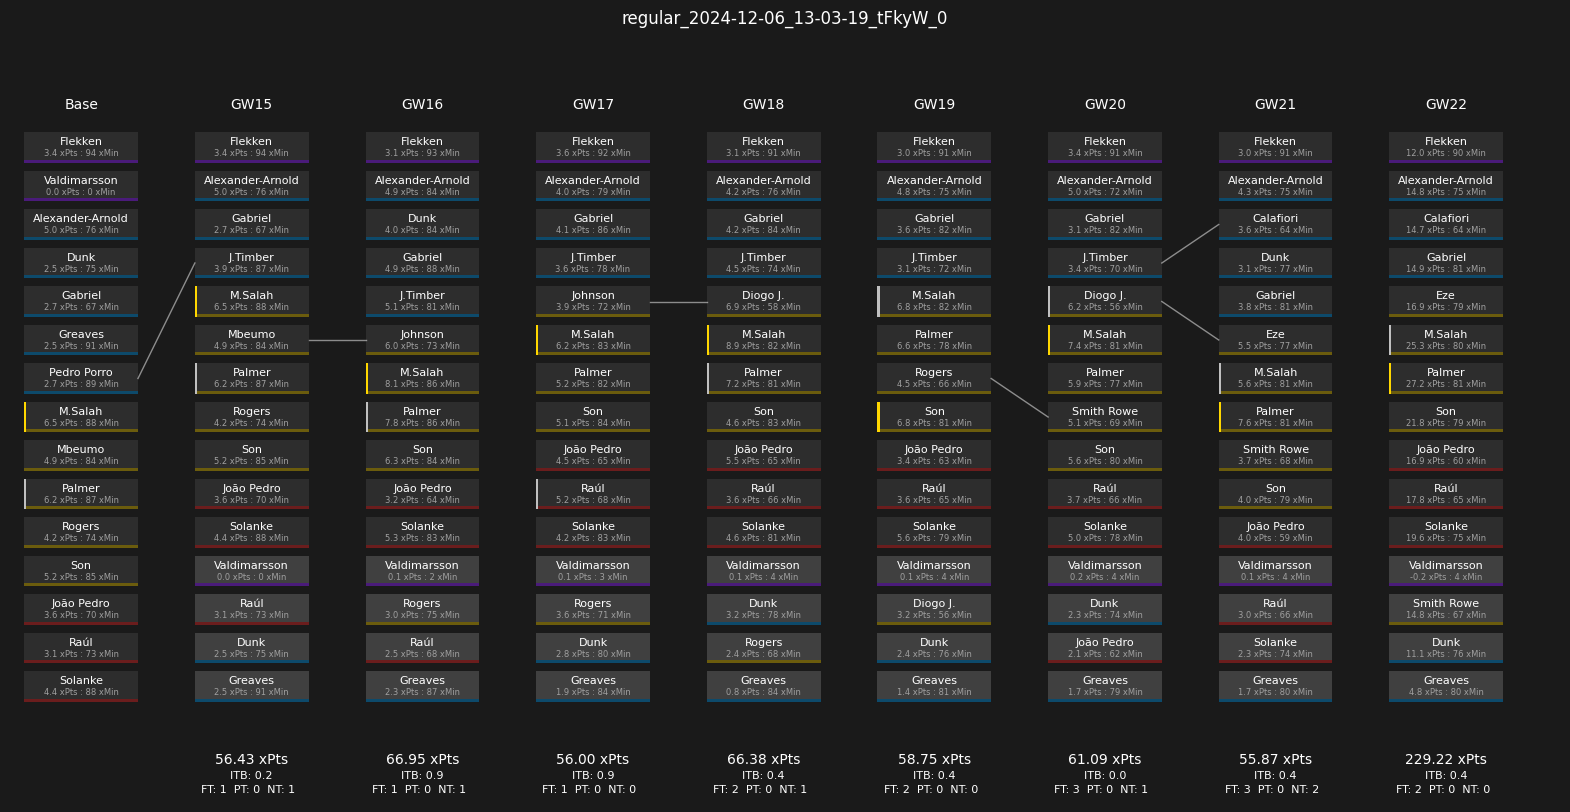 regular_2024-12-06_13-03-19_tFkyW_0
Base
Flekken
3.4 xPts : 94 xMin
Valdimarsson
0.0 xPts : 0 xMin
Alexander-Arnold
5.0 xPts : 76 xMin
Dunk
2.5 xPts : 75 xMin
Gabriel
2.7 xPts : 67 xMin
Greaves
2.5 xPts : 91 xMin
Pedro Porro
2.7 xPts : 89 xMin
M.Salah
6.5 xPts : 88 xMin
Mbeumo
4.9 xPts : 84 xMin
Palmer
6.2 xPts : 87 xMin
Rogers
4.2 xPts : 74 xMin
Son
5.2 xPts : 85 xMin
João Pedro
3.6 xPts : 70 xMin
Raúl
3.1 xPts : 73 xMin
Solanke
4.4 xPts : 88 xMin
GW15
Flekken
3.4 xPts : 94 xMin
Alexander-Arnold
5.0 xPts : 76 xMin
Gabriel
2.7 xPts : 67 xMin
J.Timber
3.9 xPts : 87 xMin
M.Salah
6.5 xPts : 88 xMin
Mbeumo
4.9 xPts : 84 xMin
Palmer
6.2 xPts : 87 xMin
Rogers
4.2 xPts : 74 xMin
Son
5.2 xPts : 85 xMin
João Pedro
3.6 xPts : 70 xMin
Solanke
4.4 xPts : 88 xMin
Valdimarsson
0.0 xPts : 0 xMin
Raúl
3.1 xPts : 73 xMin
Dunk
2.5 xPts : 75 xMin
Greaves
2.5 xPts : 91 xMin
56.43 xPts
ITB: 0.2
FT: 1 PT: 0 NT: 1
GW16
Flekken
3.1 xPts : 93 xMin
Alexander-Arnold
4.9 xPts : 84 xMin
Dunk
4.0 xPts : 84 xMin
Gabriel
4.9 xPts : 88 xMin
J.Timber
5.1 xPts : 81 xMin
Johnson
6.0 xPts : 73 xMin
M.Salah
8.1 xPts : 86 xMin
Palmer
7.8 xPts : 86 xMin
Son
6.3 xPts : 84 xMin
João Pedro
3.2 xPts : 64 xMin
Solanke
5.3 xPts : 83 xMin
Valdimarsson
0.1 xPts : 2 xMin
Rogers
3.0 xPts : 75 xMin
Raúl
2.5 xPts : 68 xMin
Greaves
2.3 xPts : 87 xMin
66.95 xPts
ITB: 0.9
FT: 1 PT: 0 NT: 1
GW17
Flekken
3.6 xPts : 92 xMin
Alexander-Arnold
4.0 xPts : 79 xMin
Gabriel
4.1 xPts : 86 xMin
J.Timber
3.6 xPts : 78 xMin
Johnson
3.9 xPts : 72 xMin
M.Salah
6.2 xPts : 83 xMin
Palmer
5.2 xPts : 82 xMin
Son
5.1 xPts : 84 xMin
João Pedro
4.5 xPts : 65 xMin
Raúl
5.2 xPts : 68 xMin
Solanke
4.2 xPts : 83 xMin
Valdimarsson
0.1 xPts : 3 xMin
Rogers
3.6 xPts : 71 xMin
Dunk
2.8 xPts : 80 xMin
Greaves
1.9 xPts : 84 xMin
56.00 xPts
ITB: 0.9
FT: 1 PT: 0 NT: 0
GW18
Flekken
3.1 xPts : 91 xMin
Alexander-Arnold
4.2 xPts : 76 xMin
Gabriel
4.2 xPts : 84 xMin
J.Timber
4.5 xPts : 74 xMin
Diogo J.
6.9 xPts : 58 xMin
M.Salah
8.9 xPts : 82 xMin
Palmer
7.2 xPts : 81 xMin
Son
4.6 xPts : 83 xMin
João Pedro
5.5 xPts : 65 xMin
Raúl
3.6 xPts : 66 xMin
Solanke
4.6 xPts : 81 xMin
Valdimarsson
0.1 xPts : 4 xMin
Dunk
3.2 xPts : 78 xMin
Rogers
2.4 xPts : 68 xMin
Greaves
0.8 xPts : 84 xMin
66.38 xPts
ITB: 0.4
FT: 2 PT: 0 NT: 1
GW19
Flekken
3.0 xPts : 91 xMin
Alexander-Arnold
4.8 xPts : 75 xMin
Gabriel
3.6 xPts : 82 xMin
J.Timber
3.1 xPts : 72 xMin
M.Salah
6.8 xPts : 82 xMin
Palmer
6.6 xPts : 78 xMin
Rogers
4.5 xPts : 66 xMin
Son
6.8 xPts : 81 xMin
João Pedro
3.4 xPts : 63 xMin
Raúl
3.6 xPts : 65 xMin
Solanke
5.6 xPts : 79 xMin
Valdimarsson
0.1 xPts : 4 xMin
Diogo J.
3.2 xPts : 56 xMin
Dunk
2.4 xPts : 76 xMin
Greaves
1.4 xPts : 81 xMin
58.75 xPts
ITB: 0.4
FT: 2 PT: 0 NT: 0
GW20
Flekken
3.4 xPts : 91 xMin
Alexander-Arnold
5.0 xPts : 72 xMin
Gabriel
3.1 xPts : 82 xMin
J.Timber
3.4 xPts : 70 xMin
Diogo J.
6.2 xPts : 56 xMin
M.Salah
7.4 xPts : 81 xMin
Palmer
5.9 xPts : 77 xMin
Smith Rowe
5.1 xPts : 69 xMin
Son
5.6 xPts : 80 xMin
Raúl
3.7 xPts : 66 xMin
Solanke
5.0 xPts : 78 xMin
Valdimarsson
0.2 xPts : 4 xMin
Dunk
2.3 xPts : 74 xMin
João Pedro
2.1 xPts : 62 xMin
Greaves
1.7 xPts : 79 xMin
61.09 xPts
ITB: 0.0
FT: 3 PT: 0 NT: 1
GW21
Flekken
3.0 xPts : 91 xMin
Alexander-Arnold
4.3 xPts : 75 xMin
Calafiori
3.6 xPts : 64 xMin
Dunk
3.1 xPts : 77 xMin
Gabriel
3.8 xPts : 81 xMin
Eze
5.5 xPts : 77 xMin
M.Salah
5.6 xPts : 81 xMin
Palmer
7.6 xPts : 81 xMin
Smith Rowe
3.7 xPts : 68 xMin
Son
4.0 xPts : 79 xMin
João Pedro
4.0 xPts : 59 xMin
Valdimarsson
0.1 xPts : 4 xMin
Raúl
3.0 xPts : 66 xMin
Solanke
2.3 xPts : 74 xMin
Greaves
1.7 xPts : 80 xMin
55.87 xPts
ITB: 0.4
FT: 3 PT: 0 NT: 2
GW22
Flekken
12.0 xPts : 90 xMin
Alexander-Arnold
14.8 xPts : 75 xMin
Calafiori
14.7 xPts : 64 xMin
Gabriel
14.9 xPts : 81 xMin
Eze
16.9 xPts : 79 xMin
M.Salah
25.3 xPts : 80 xMin
Palmer
27.2 xPts : 81 xMin
Son
21.8 xPts : 79 xMin
João Pedro
16.9 xPts : 60 xMin
Raúl
17.8 xPts : 65 xMin
Solanke
19.6 xPts : 75 xMin
Valdimarsson
-0.2 xPts : 4 xMin
Smith Rowe
14.8 xPts : 67 xMin
Dunk
11.1 xPts : 76 xMin
Greaves
4.8 xPts : 80 xMin
229.22 xPts
ITB: 0.4
FT: 2 PT: 0 NT: 0